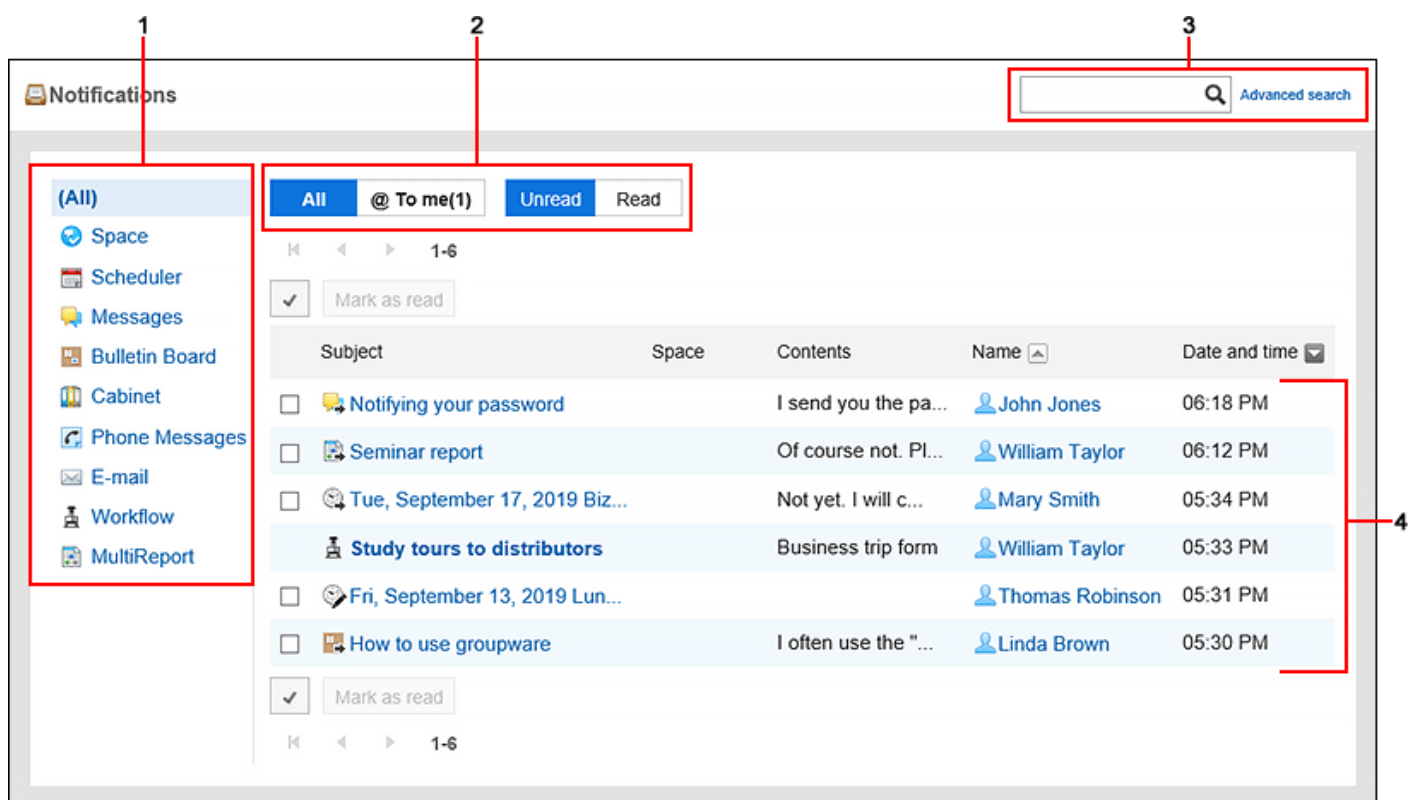 1 2 3
Notifications
Advanced search
(All)
Space
Scheduler
Messages
Bulletin Board
Cabinet
Phone Messages
E-mail
Workflow
MultiReport
All @ To me(1) Unread Read
1-6
Mark as read
Subject Space Contents Name Date and time
Notifying your password I send you the pa... John Jones 06:18 PM
Seminar report Of course not. Pl... William Taylor 06:12 PM
Tue, September 17, 2019 Biz... Not yet. I will c... Mary Smith 05:34 PM
4
Study tours to distributors Business trip form William Taylor 05:33 PM
Fri, September 13, 2019 Lun... Thomas Robinson 05:31 PM
How to use groupware I often use the "... Linda Brown 05:30 PM
Mark as read
1-6